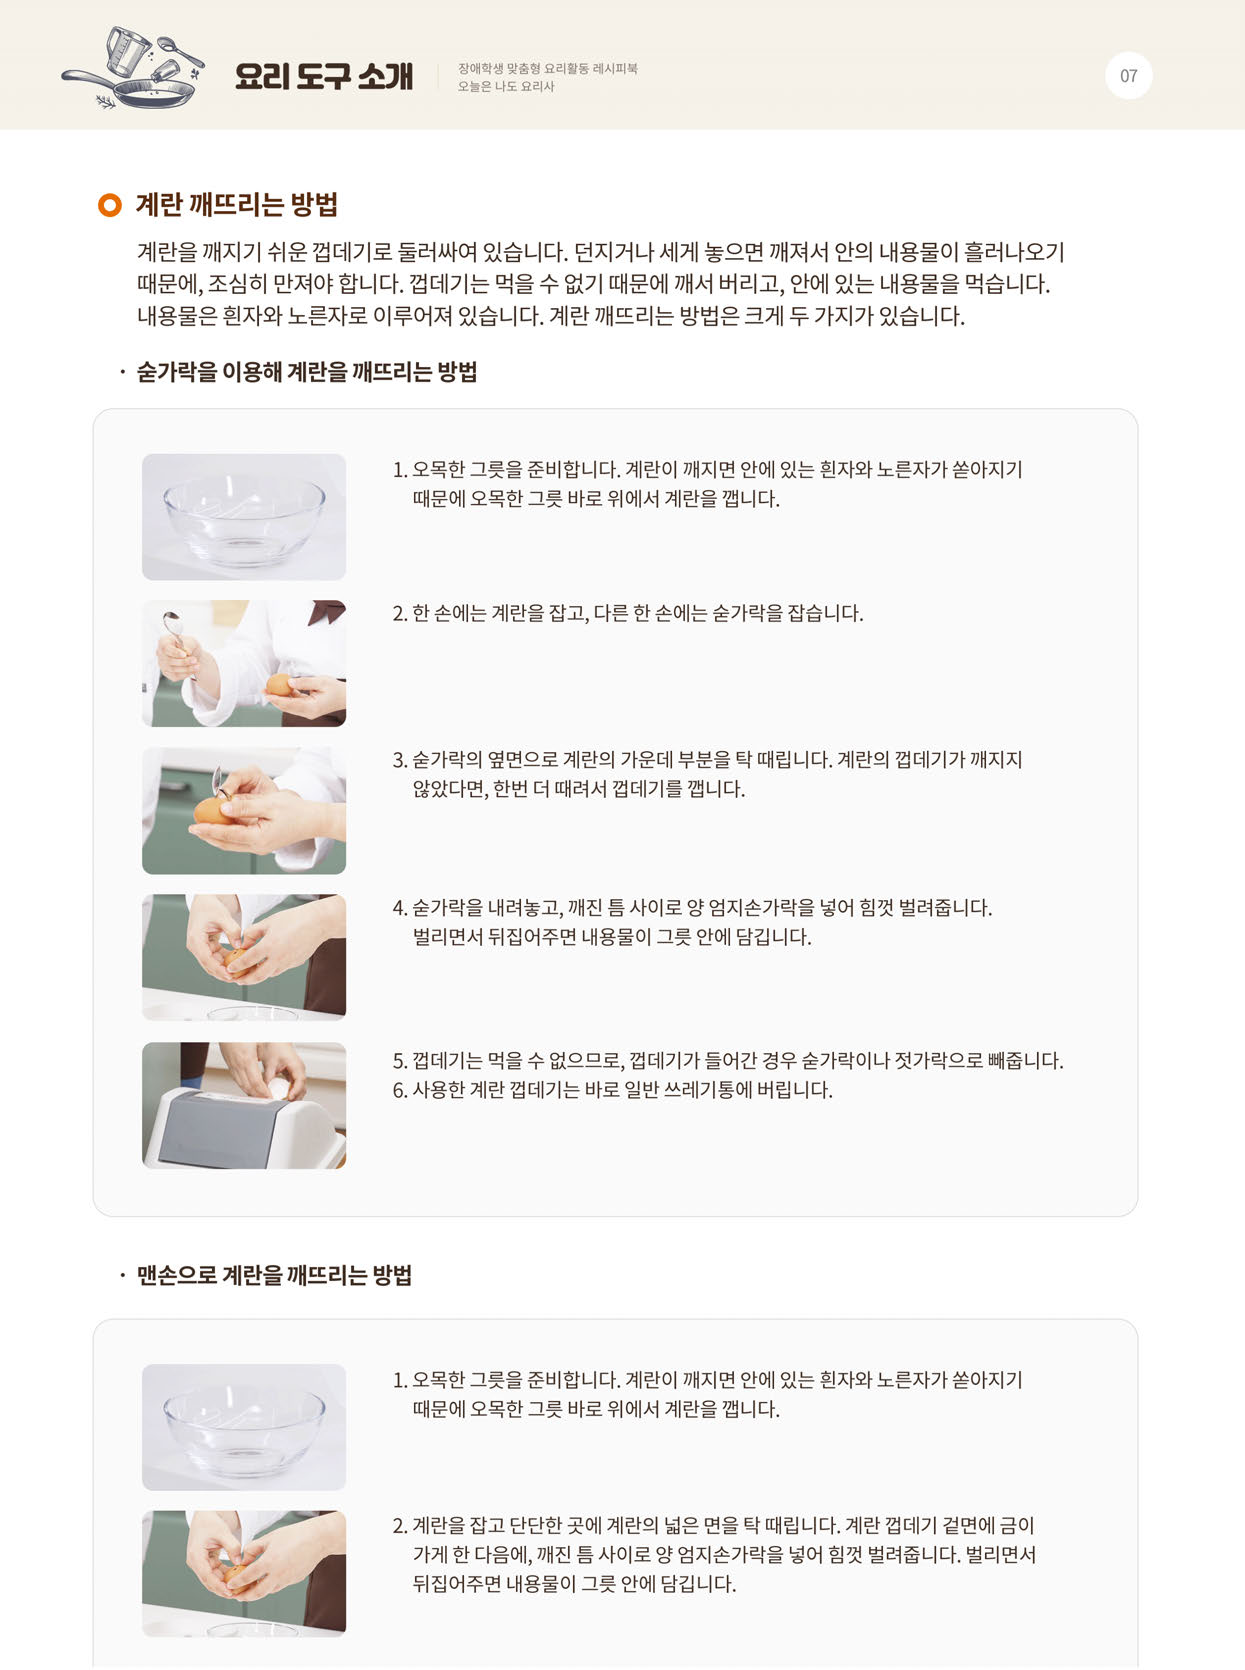 요리 도구 소개
장애학생 맞춤형 요리활동 레시피북
오늘은 나도 요리사
07
계란 깨뜨리는 방법
계란을 깨지기 쉬운 껍데기로 둘러싸여 있습니다. 던지거나 세게 놓으면 깨져서 안의 내용물이 흘러나오기
때문에, 조심히 만져야 합니다. 껍데기는 먹을 수 없기 때문에 깨서 버리고, 안에 있는 내용물을 먹습니다.
내용물은 흰자와 노른자로 이루어져 있습니다. 계란 깨뜨리는 방법은 크게 두 가지가 있습니다.
· 숟가락을 이용해 계란을 깨뜨리는 방법
1. 오목한 그릇을 준비합니다. 계란이 깨지면 안에 있는 흰자와 노른자가 쏟아지기
때문에 오목한 그릇 바로 위에서 계란을 깹니다.
2. 한 손에는 계란을 잡고, 다른 한 손에는 숟가락을 잡습니다.
3. 숟가락의 옆면으로 계란의 가운데 부분을 탁 때립니다. 계란의 껍데기가 깨지지
않았다면, 한번 더 때려서 껍데기를 깹니다.
4. 숟가락을 내려놓고, 깨진 틈 사이로 양 엄지손가락을 넣어 힘껏 벌려줍니다.
벌리면서 뒤집어주면 내용물이 그릇 안에 담깁니다.
5. 껍데기는 먹을 수 없으므로, 껍데기가 들어간 경우 숟가락이나 젓가락으로 빼줍니다.
6. 사용한 계란 껍데기는 바로 일반 쓰레기통에 버립니다.
· 맨손으로 계란을 깨뜨리는 방법
1. 오목한 그릇을 준비합니다. 계란이 깨지면 안에 있는 흰자와 노른자가 쏟아지기
때문에 오목한 그릇 바로 위에서 계란을 깹니다.
2. 계란을 잡고 단단한 곳에 계란의 넓은 면을 탁 때립니다. 계란 껍데기 겉면에 금이
가게 한 다음에, 깨진 틈 사이로 양 엄지손가락을 넣어 힘껏 벌려줍니다. 벌리면서
뒤집어주면 내용물이 그릇 안에 담깁니다.